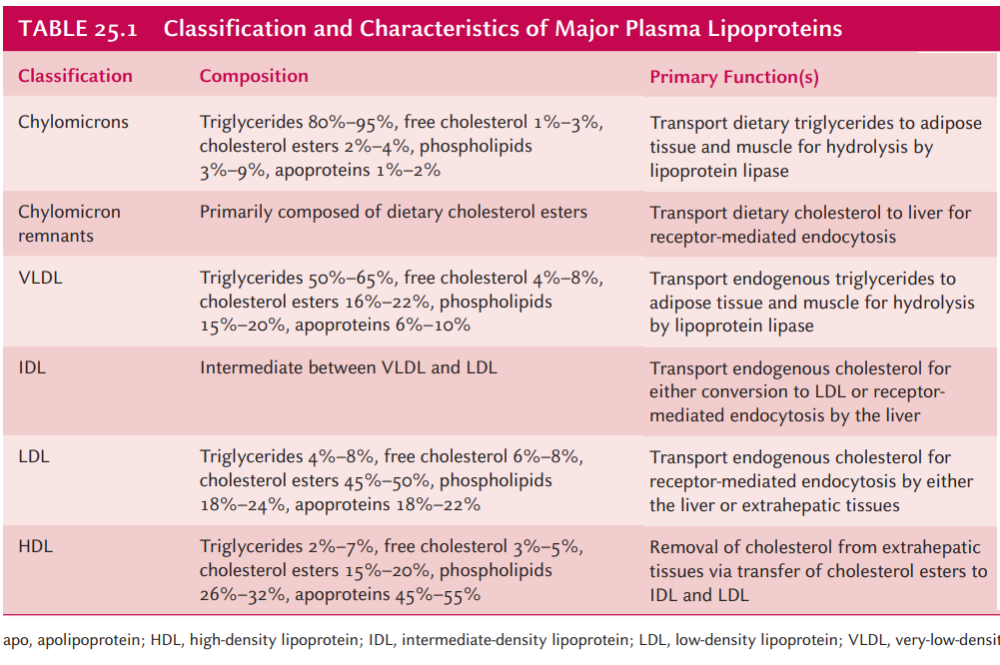 TABLE 25.1 Classification and Characteristics of Major Plasma Lipoproteins
Classification Composition Primary Function(s)
Chylomicrons
Triglycerides 80%–95%, free cholesterol 1%–3%,
cholesterol esters 2%–4%, phospholipids
3%–9%, apoproteins 1%–2%
Transport dietary triglycerides to adipose
tissue and muscle for hydrolysis by
lipoprotein lipase
Chylomicron
remnants
Primarily composed of dietary cholesterol esters
Transport dietary cholesterol to liver for
receptor-mediated endocytosis
VLDL
Triglycerides 50%–65%, free cholesterol 4%–8%,
cholesterol esters 16%–22%, phospholipids
15%–20%, apoproteins 6%–10%
Transport endogenous triglycerides to
adipose tissue and muscle for hydrolysis
by lipoprotein lipase
IDL
Intermediate between VLDL and LDL
Transport endogenous cholesterol for
either conversion to LDL or receptor-
mediated endocytosis by the liver
LDL
Triglycerides 4%–8%, free cholesterol 6%–8%,
cholesterol esters 45%–50%, phospholipids
18%–24%, apoproteins 18%–22%
Transport endogenous cholesterol for
receptor-mediated endocytosis by either
the liver or extrahepatic tissues
HDL
Triglycerides 2%–7%, free cholesterol 3%–5%,
cholesterol esters 15%–20%, phospholipids
26%–32%, apoproteins 45%–55%
Removal of cholesterol from extrahepatic
tissues via transfer of cholesterol esters to
IDL and LDL
apo, apolipoprotein; HDL, high-density lipoprotein; IDL, intermediate-density lipoprotein; LDL, low-density lipoprotein; VLDL, very-low-densit